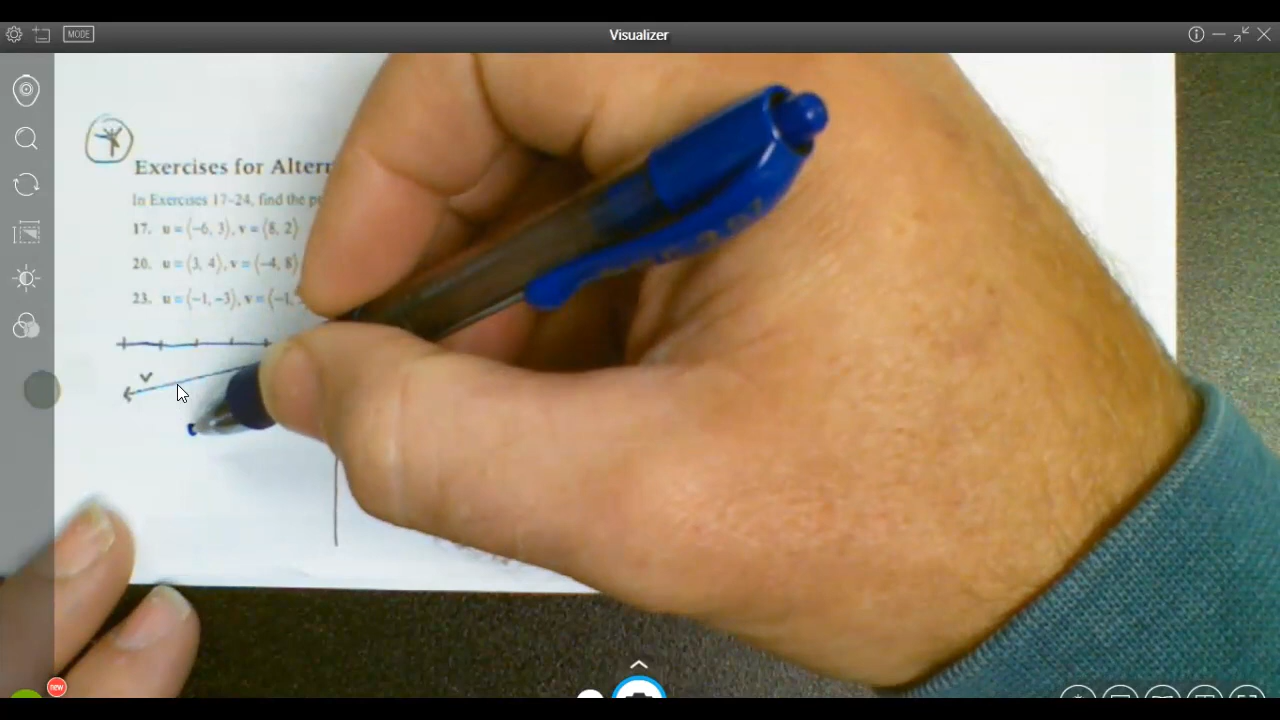 MODE
Visualizer
Exercises for Altern
In Exercises 17–24, find the
17. u = ⟨−6, 3⟩, v = ⟨8, 2⟩
20. u = ⟨3, 4⟩, v = ⟨−4, 8⟩
23. u = ⟨−1, −3⟩, v = ⟨−1,
v
new